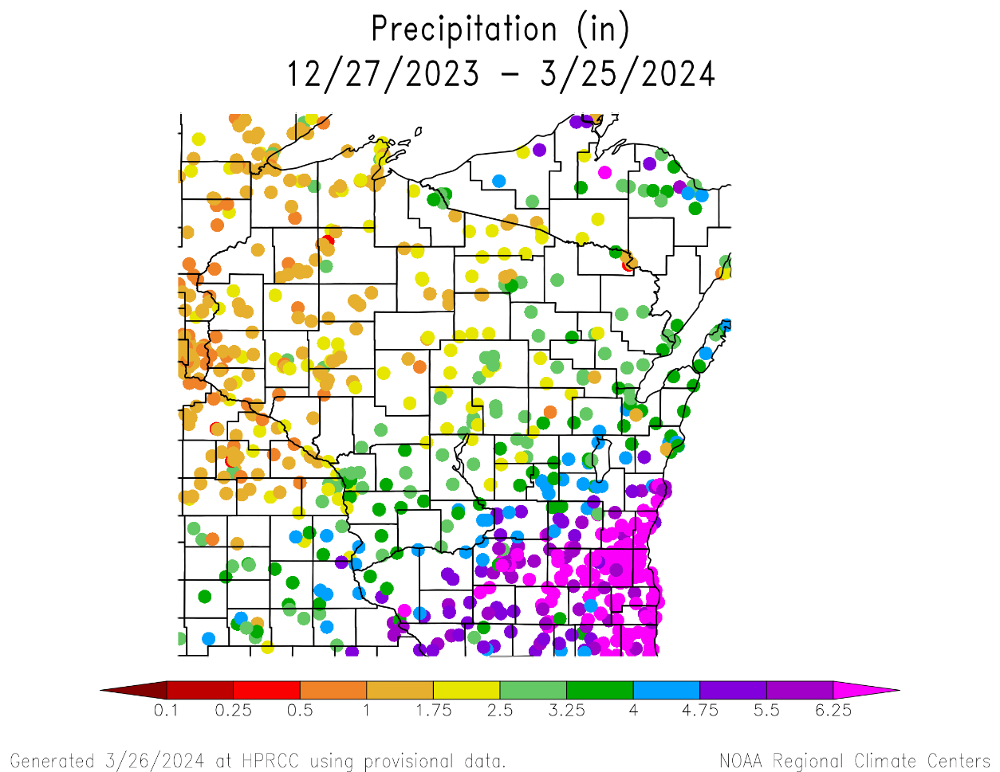 Precipitation (in)
12/27/2023 – 3/25/2024
0.1 0.25 0.5 1 1.75 2.5 3.25 4 4.75 5.5 6.25
Generated 3/26/2024 at HPRCC using provisional data.
NOAA Regional Climate Centers